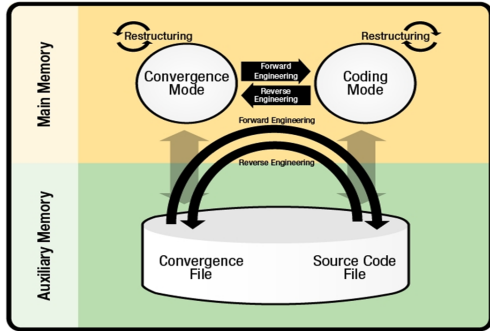 Restructuring
Restructuring
Main Memory
Convergence
Mode
Forward
Engineering
Reverse
Engineering
Coding
Mode
Forward Engineering
Reverse Engineering
Auxiliary Memory
Convergence
File
Source Code
File